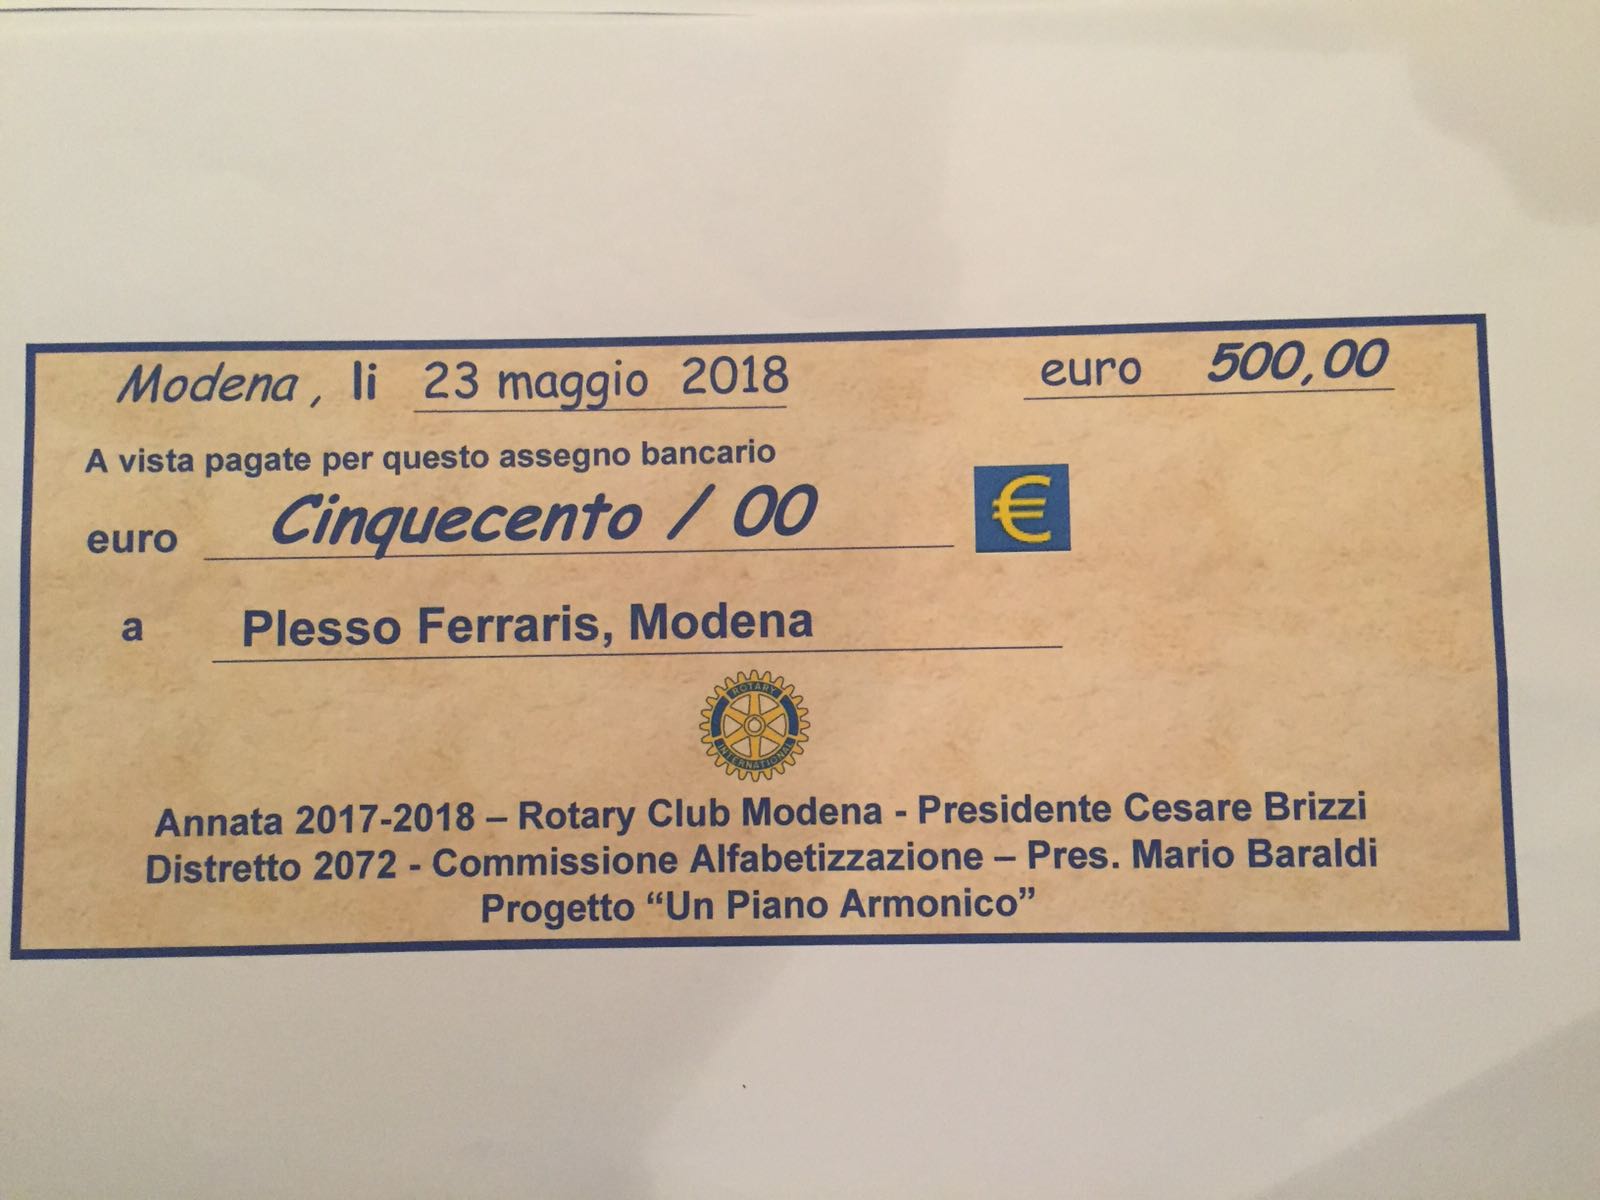 Modena, li 23 maggio 2018 euro 500,00
A vista pagate per questo assegno bancario
euro Cinquecento / 00 €
a Plesso Ferraris, Modena
ROTARY
INTERNATIONAL
Annata 2017-2018 – Rotary Club Modena - Presidente Cesare Brizzi
Distretto 2072 - Commissione Alfabetizzazione – Pres. Mario Baraldi
Progetto “Un Piano Armonico”